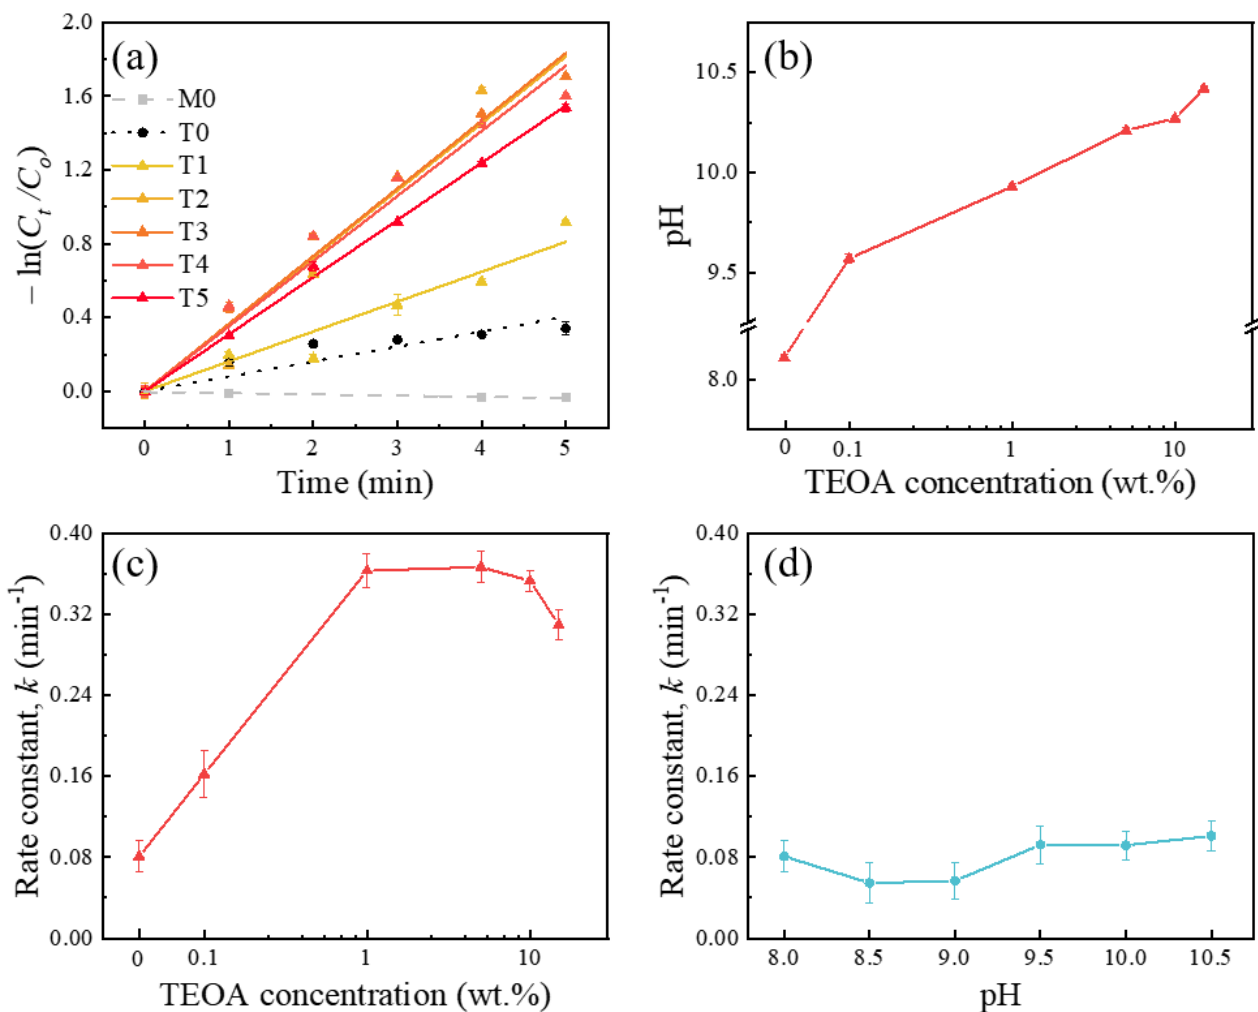 (a)
2.0
1.6
1.2
0.8
0.4
0.0
− ln(C_t /C_o)
M0
T0
T1
T2
T3
T4
T5
0 1 2 3 4 5
Time (min)
(b)
10.5
10.0
9.5
8.0
pH
0 0.1 1 10
TEOA concentration (wt.%)
(c)
0.40
0.32
0.24
0.16
0.08
0.00
Rate constant, k (min⁻¹)
0 0.1 1 10
TEOA concentration (wt.%)
(d)
0.40
0.32
0.24
0.16
0.08
0.00
Rate constant, k (min⁻¹)
8.0 8.5 9.0 9.5 10.0 10.5
pH